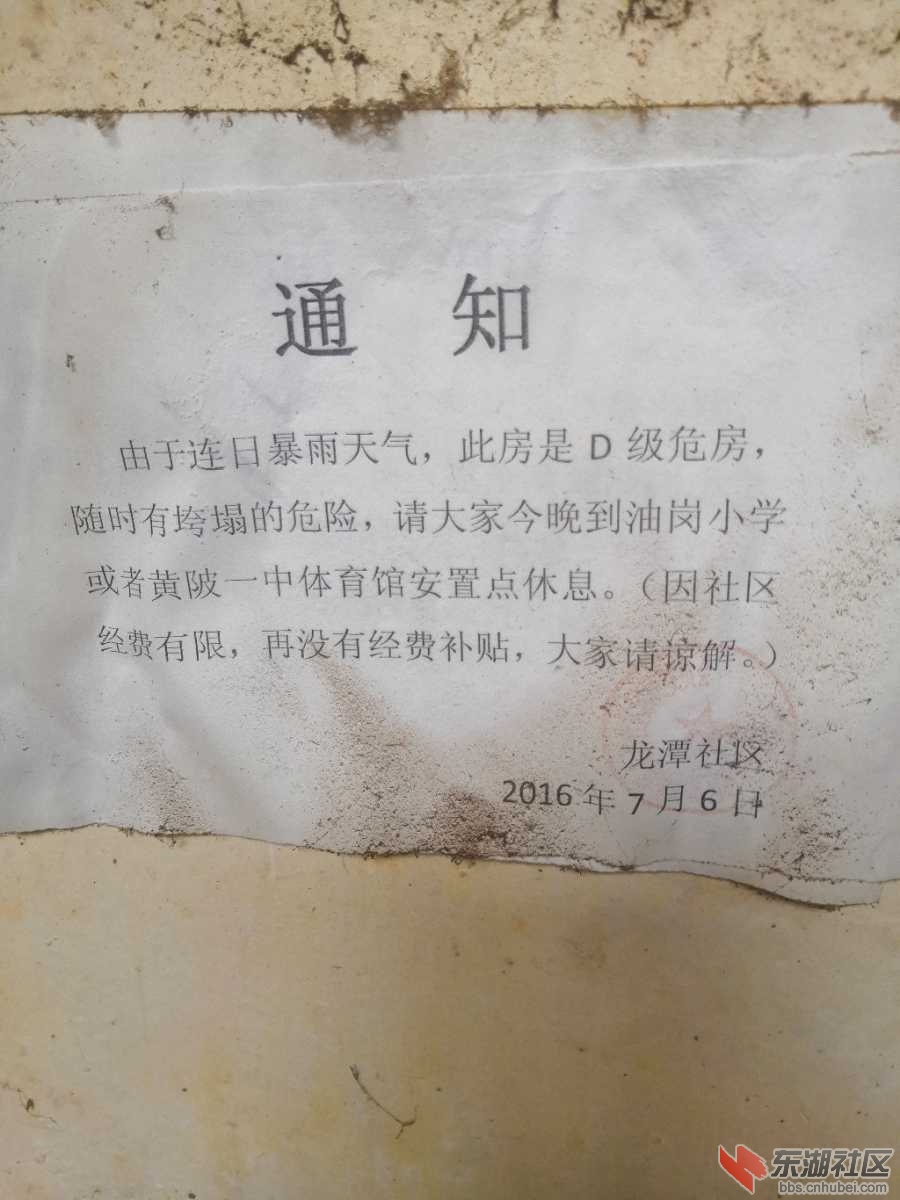 通 知
由于连日暴雨天气，此房是 D 级危房，
随时有垮塌的危险，请大家今晚到油岗小学
或者黄陂一中体育馆安置点休息。（因社区
经费有限，再没有经费补贴，大家请谅解。）
龙潭社区
2016 年 7 月 6 日
东湖社区
bbs.cnhubei.com